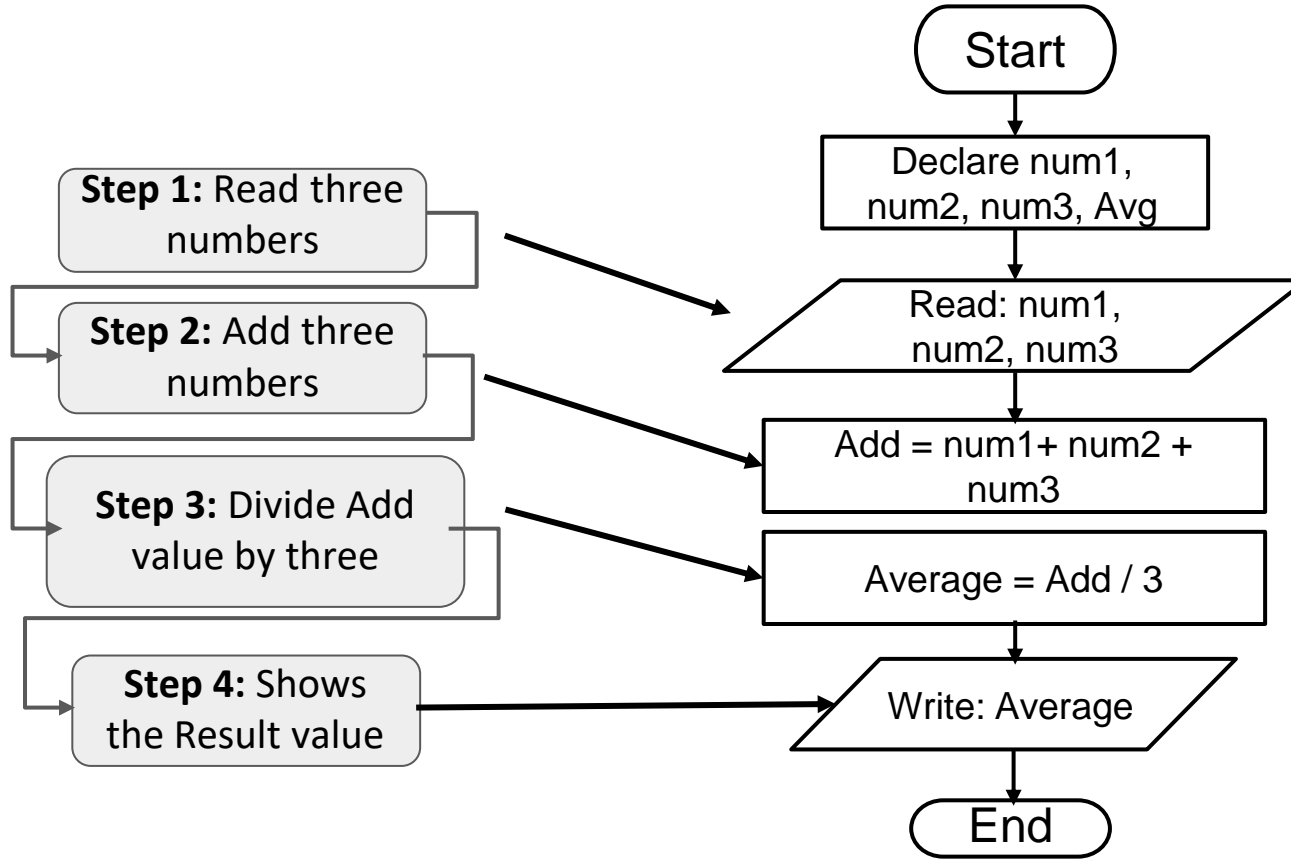 Start
Declare num1,
num2, num3, Avg
Step 1: Read three
numbers
Read: num1,
num2, num3
Step 2: Add three
numbers
Add = num1+ num2 +
num3
Step 3: Divide Add
value by three
Average = Add / 3
Step 4: Shows
the Result value
Write: Average
End